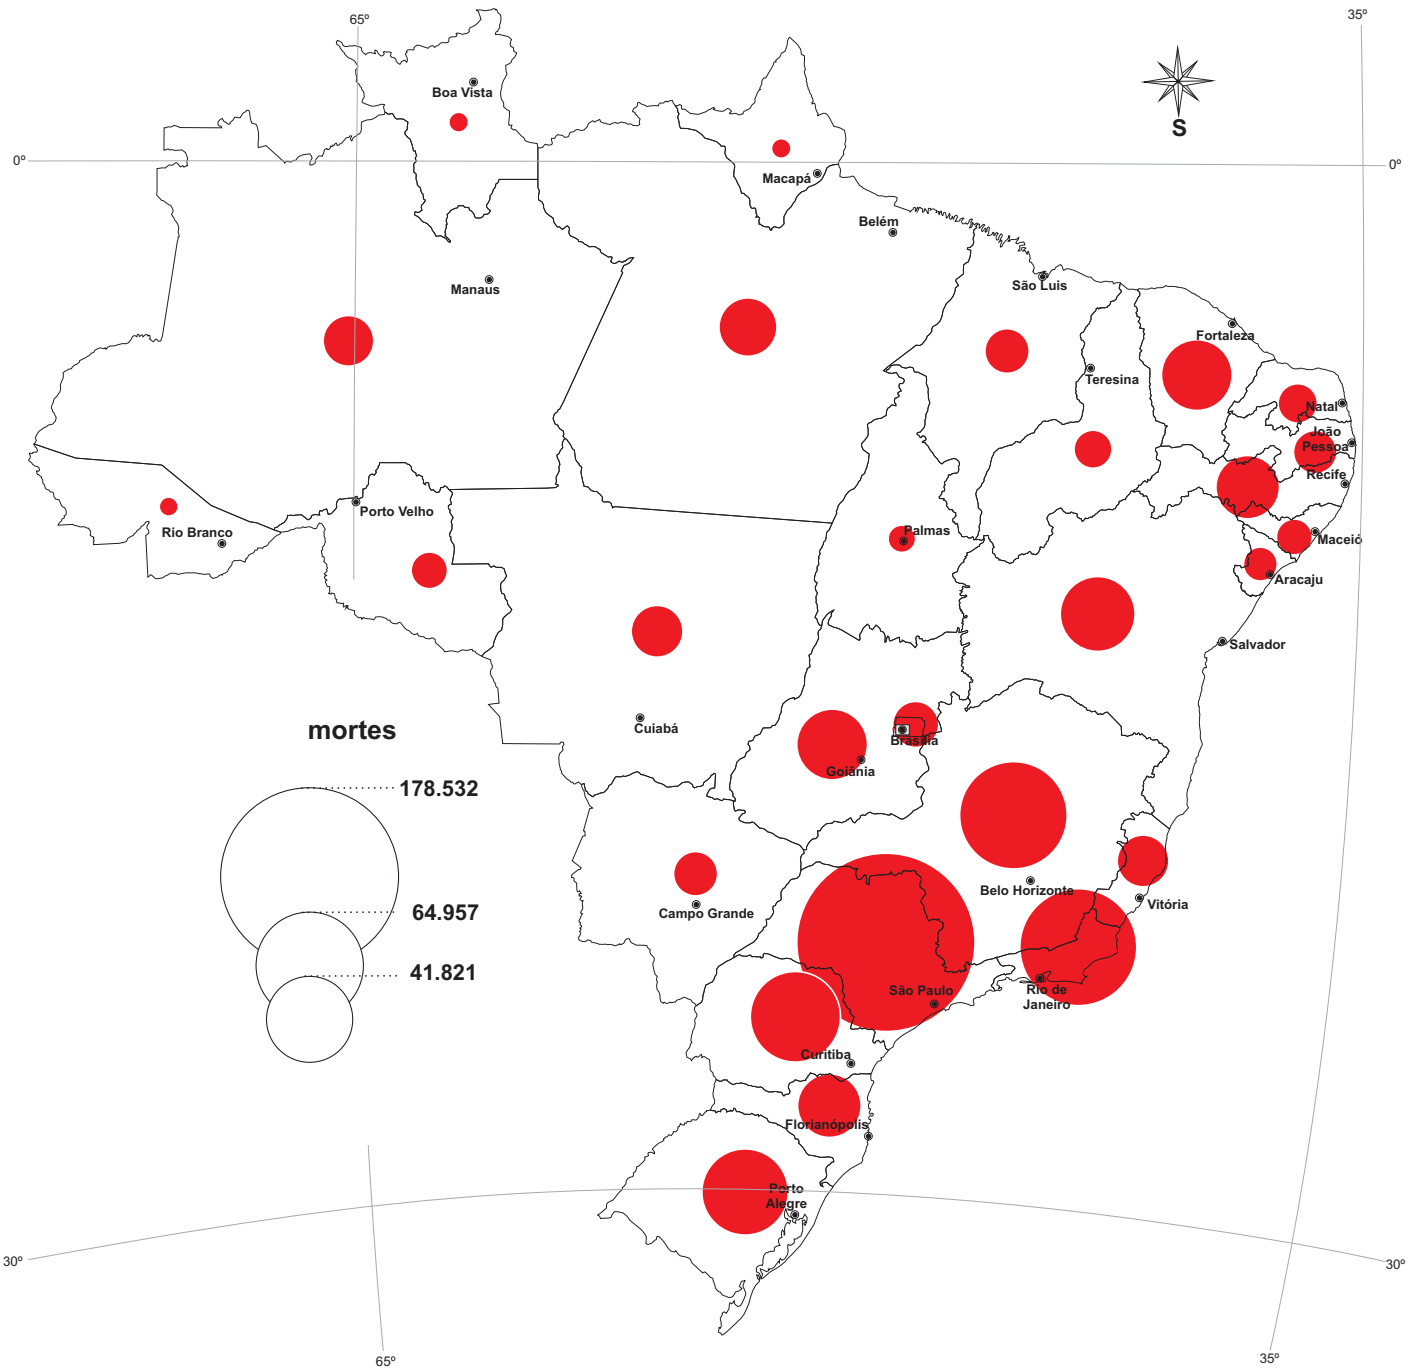 65º
35º
Boa Vista
S
0º
0º
Macapá
Belém
Manaus
São Luis
Fortaleza
Teresina
Natal
João
Pessoa
Recife
Porto Velho
Rio Branco
Palmas
Maceió
Aracaju
Salvador
mortes
Cuiabá
Brasília
Goiânia
178.532
64.957
41.821
Belo Horizonte
Vitória
Campo Grande
São Paulo
Rio de
Janeiro
Curitiba
Florianópolis
Porto
Alegre
30º
30º
65º
35º